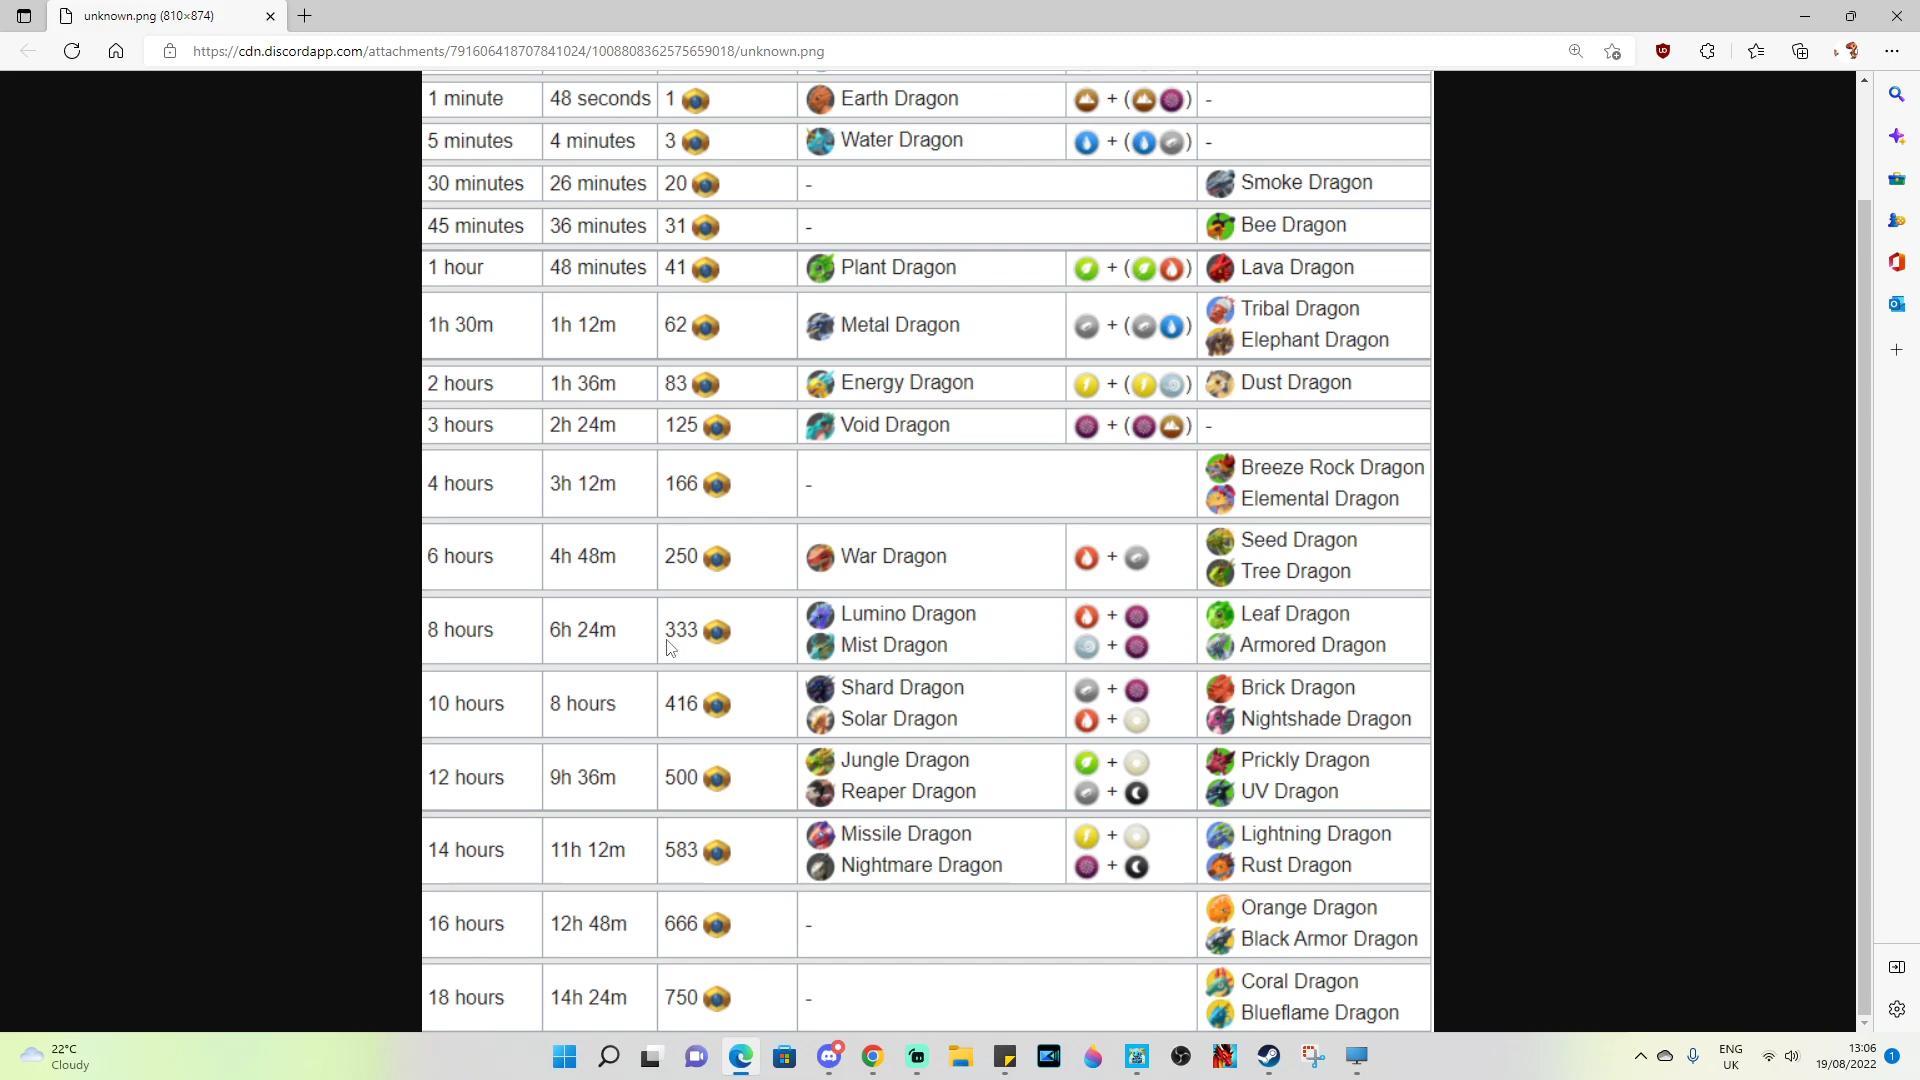 unknown.png (810×874)
https://cdn.discordapp.com/attachments/791606418707841024/1008808362575659018/unknown.png
1 minute 48 seconds 1 Earth Dragon + ( ) -
5 minutes 4 minutes 3 Water Dragon + ( ) -
30 minutes 26 minutes 20 - Smoke Dragon
45 minutes 36 minutes 31 - Bee Dragon
1 hour 48 minutes 41 Plant Dragon + ( ) Lava Dragon
1h 30m 1h 12m 62 Metal Dragon + ( ) Tribal Dragon
Elephant Dragon
2 hours 1h 36m 83 Energy Dragon + ( ) Dust Dragon
3 hours 2h 24m 125 Void Dragon + ( ) -
4 hours 3h 12m 166 - Breeze Rock Dragon
Elemental Dragon
6 hours 4h 48m 250 War Dragon + Seed Dragon
Tree Dragon
8 hours 6h 24m 333 Lumino Dragon + Leaf Dragon
Mist Dragon + Armored Dragon
10 hours 8 hours 416 Shard Dragon + Brick Dragon
Solar Dragon + Nightshade Dragon
12 hours 9h 36m 500 Jungle Dragon + Prickly Dragon
Reaper Dragon + UV Dragon
14 hours 11h 12m 583 Missile Dragon + Lightning Dragon
Nightmare Dragon + Rust Dragon
16 hours 12h 48m 666 - Orange Dragon
Black Armor Dragon
18 hours 14h 24m 750 - Coral Dragon
Blueflame Dragon
22°C
Cloudy
ENG
UK
13:06
19/08/2022
1